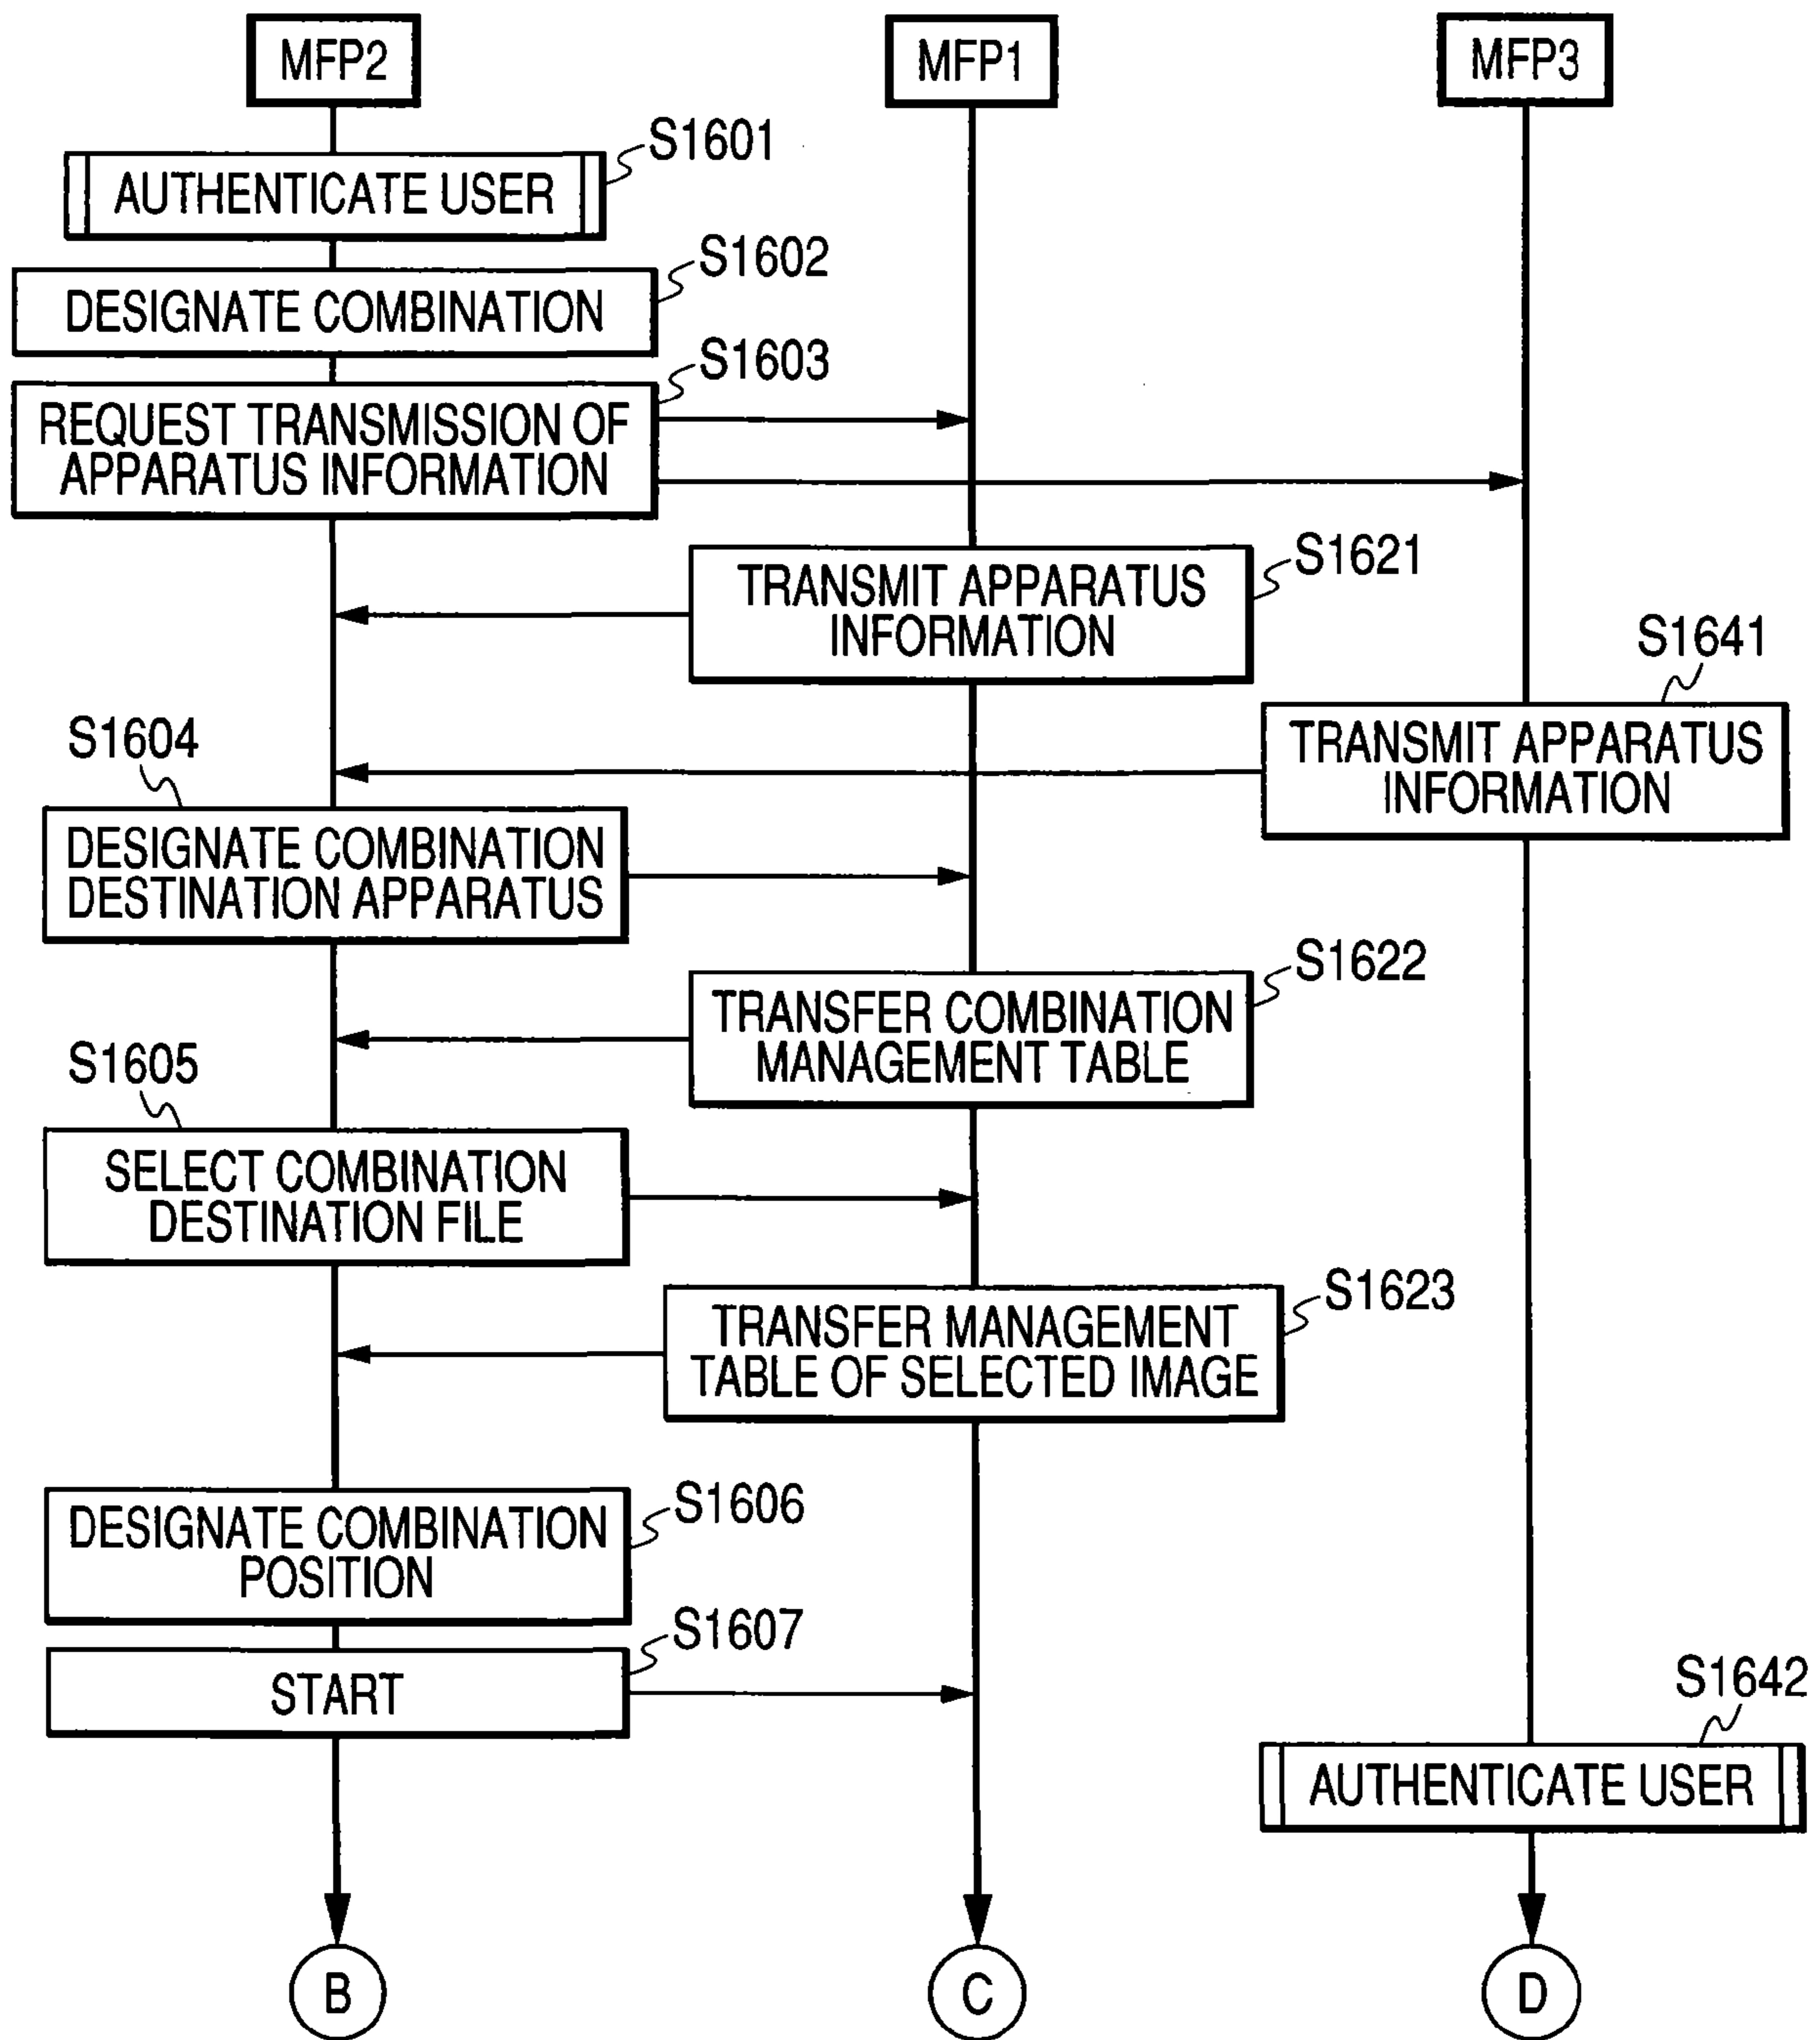 MFP2
MFP1
MFP3
S1601
AUTHENTICATE USER
S1602
DESIGNATE COMBINATION
S1603
REQUEST TRANSMISSION OF
APPARATUS INFORMATION
S1621
TRANSMIT APPARATUS
INFORMATION
S1641
TRANSMIT APPARATUS
INFORMATION
S1604
DESIGNATE COMBINATION
DESTINATION APPARATUS
S1622
TRANSFER COMBINATION
MANAGEMENT TABLE
S1605
SELECT COMBINATION
DESTINATION FILE
S1623
TRANSFER MANAGEMENT
TABLE OF SELECTED IMAGE
S1606
DESIGNATE COMBINATION
POSITION
S1607
START
S1642
AUTHENTICATE USER
B
C
D